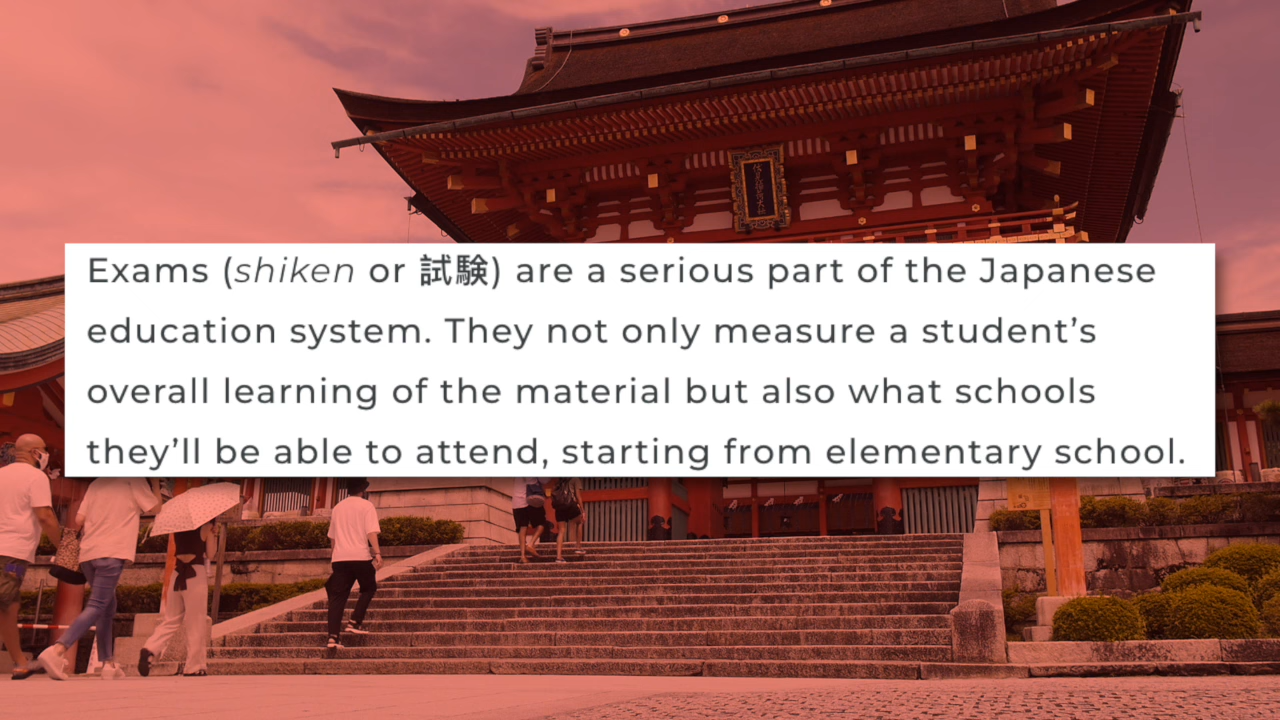 Exams (shiken or 試験) are a serious part of the Japanese
education system. They not only measure a student’s
overall learning of the material but also what schools
they’ll be able to attend, starting from elementary school.